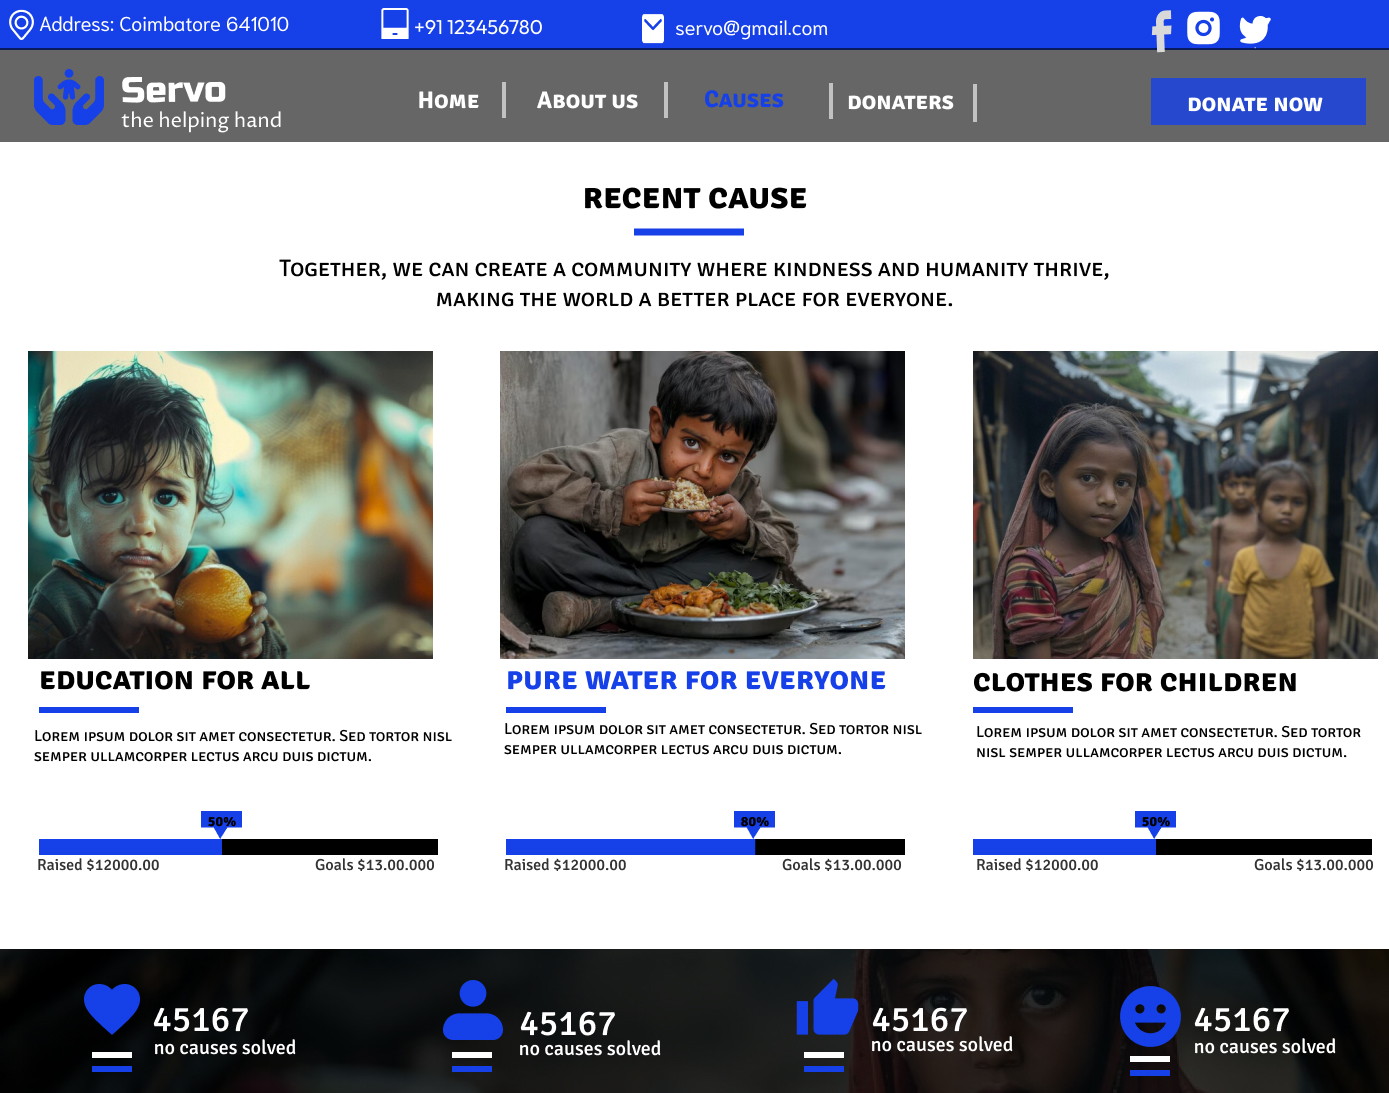 Address: Coimbatore 641010
+91 123456780
servo@gmail.com
Servo
the helping hand
Home
About us
Causes
donaters
donate now
recent cause
Together, we can create a community where kindness and humanity thrive,
making the world a better place for everyone.
education for all
Lorem ipsum dolor sit amet consectetur. Sed tortor nisl
semper ullamcorper lectus arcu duis dictum.
50%
Raised $12000.00
Goals $13.00.000
pure water for everyone
Lorem ipsum dolor sit amet consectetur. Sed tortor nisl
semper ullamcorper lectus arcu duis dictum.
80%
Raised $12000.00
Goals $13.00.000
clothes for children
Lorem ipsum dolor sit amet consectetur. Sed tortor
nisl semper ullamcorper lectus arcu duis dictum.
50%
Raised $12000.00
Goals $13.00.000
45167
no causes solved
45167
no causes solved
45167
no causes solved
45167
no causes solved